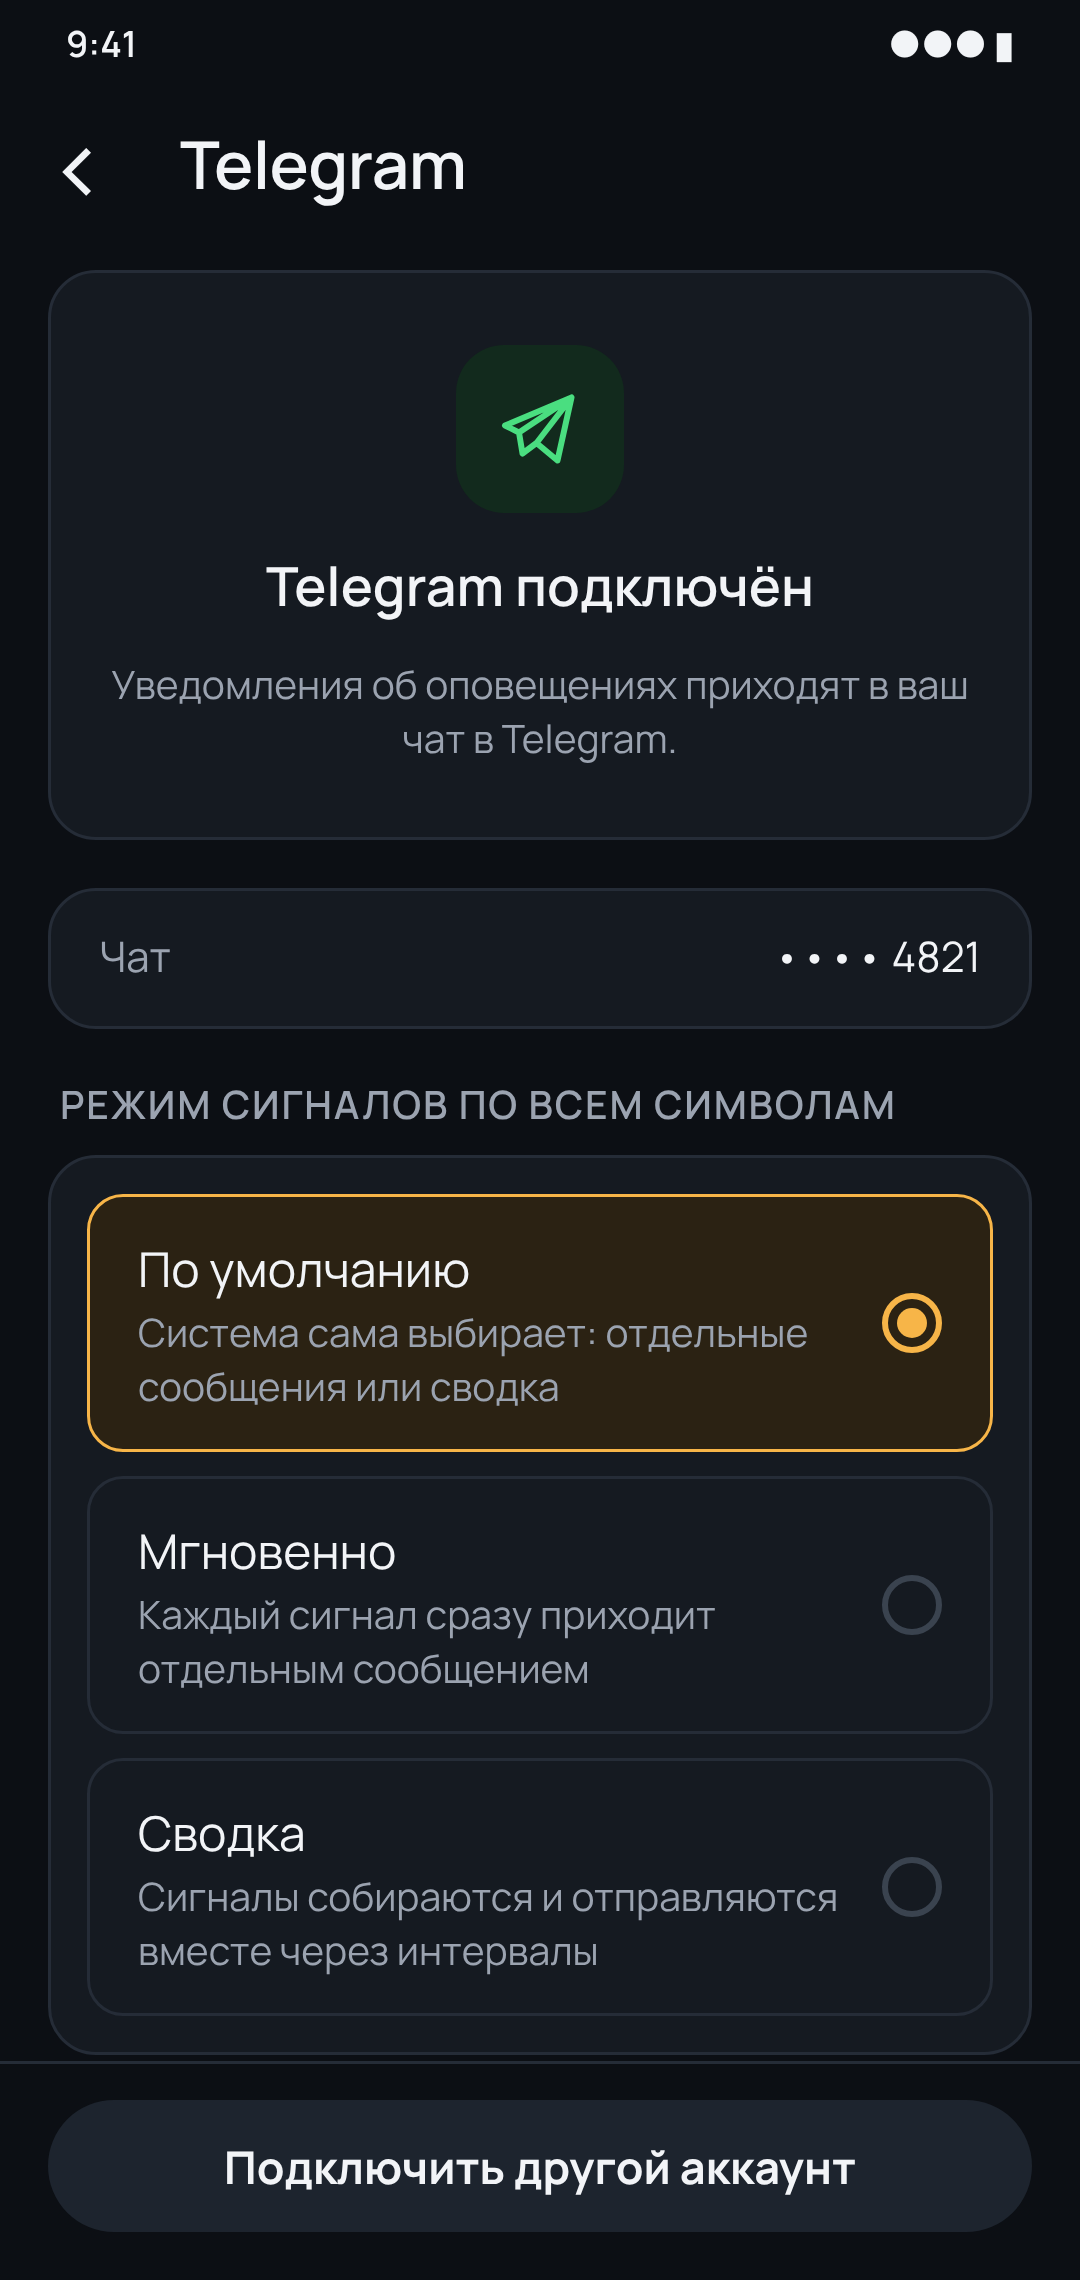 9:41
Telegram
Telegram подключён
Уведомления об оповещениях приходят в ваш
чат в Telegram.
Чат
•••• 4821
РЕЖИМ СИГНАЛОВ ПО ВСЕМ СИМВОЛАМ
По умолчанию
Система сама выбирает: отдельные
сообщения или сводка
Мгновенно
Каждый сигнал сразу приходит
отдельным сообщением
Сводка
Сигналы собираются и отправляются
вместе через интервалы
Подключить другой аккаунт